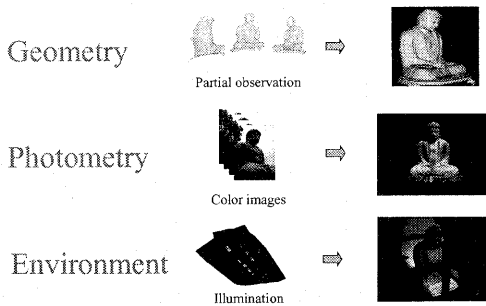 Geometry
Partial observation
Photometry
Color images
Environment
Illumination